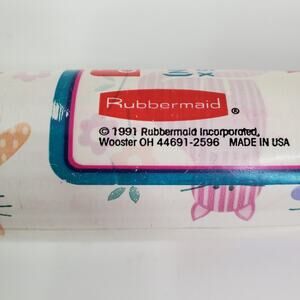 Rubbermaid ®
© 1991 Rubbermaid Incorporated,
Wooster OH 44691-2596 MADE IN USA